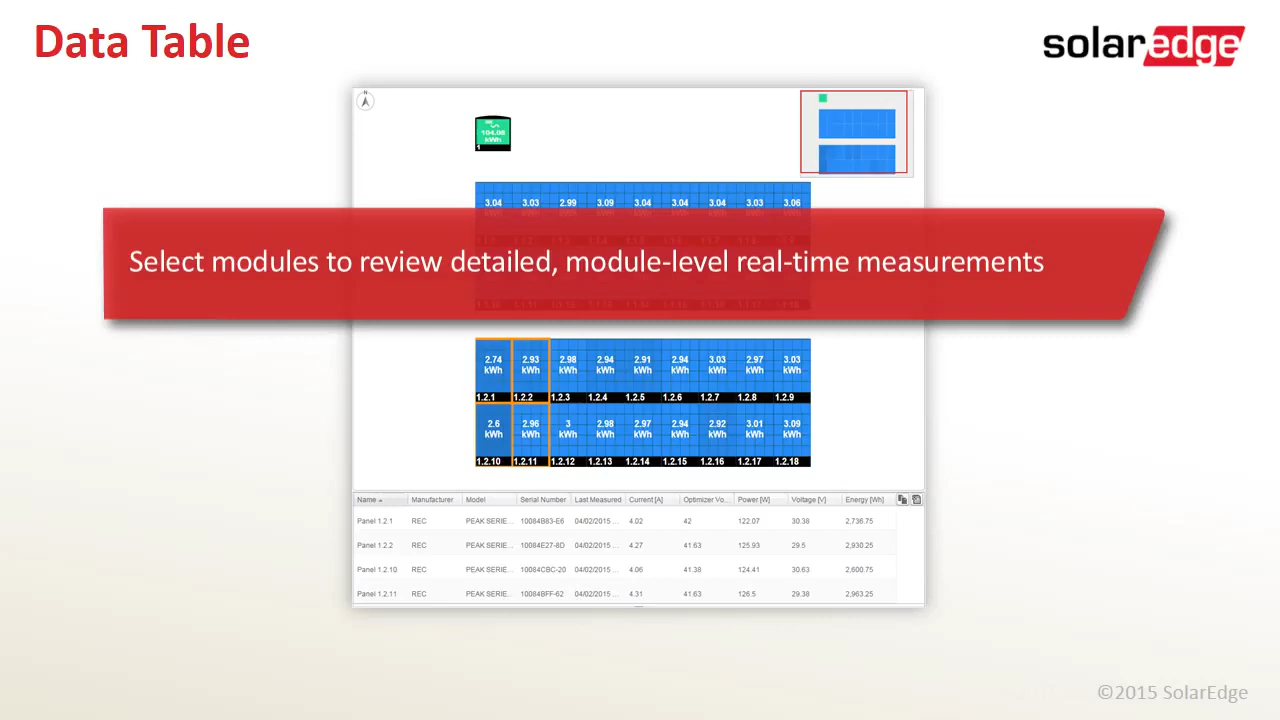 Data Table
solaredge
N
104.06
kWh
1
3.04 3.03 2.99 3.09 3.04 3.04 3.04 3.03 3.06
Select modules to review detailed, module-level real-time measurements
2.74 2.93 2.98 2.94 2.91 2.94 3.03 2.97 3.03
kWh kWh kWh kWh kWh kWh kWh kWh kWh
1.2.1 1.2.2 1.2.3 1.2.4 1.2.5 1.2.6 1.2.7 1.2.8 1.2.9
2.6 2.96 3 2.98 2.97 2.94 2.92 3.01 3.09
kWh kWh kWh kWh kWh kWh kWh kWh kWh
1.2.10 1.2.11 1.2.12 1.2.13 1.2.14 1.2.15 1.2.16 1.2.17 1.2.18
Name Manufacturer Model Serial Number Last Measured Current [A] Optimizer Vo... Power [W] Voltage [V] Energy [Wh]
Panel 1.2.1 REC PEAK SERIE... 10084B83-E6 04/02/2015 ... 4.02 42 122.07 30.38 2,736.75
Panel 1.2.2 REC PEAK SERIE... 10084E27-8D 04/02/2015 ... 4.27 41.63 125.93 29.5 2,930.25
Panel 1.2.10 REC PEAK SERIE... 10084CBC-20 04/02/2015 ... 4.06 41.38 124.41 30.63 2,600.75
Panel 1.2.11 REC PEAK SERIE... 10084BFF-62 04/02/2015 ... 4.31 41.63 126.5 29.38 2,963.25
©2015 SolarEdge